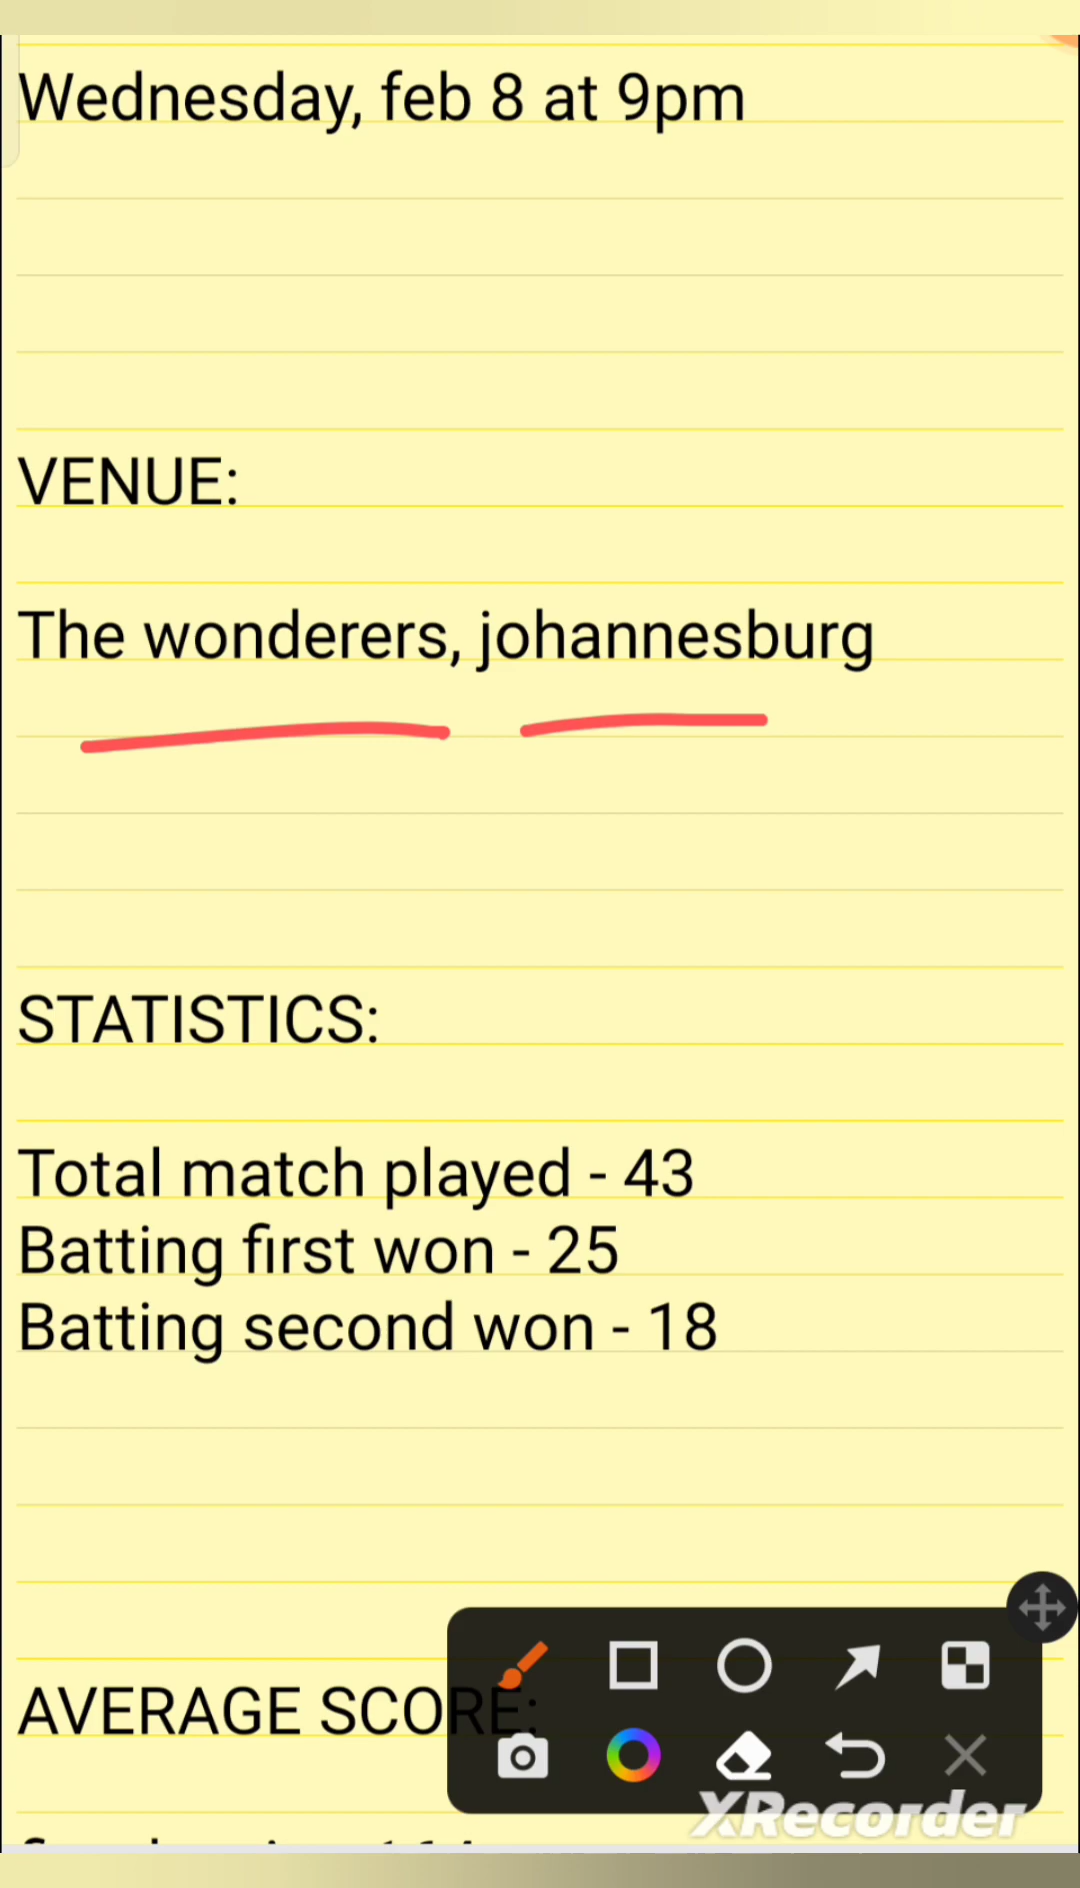 Wednesday, feb 8 at 9pm
VENUE:
The wonderers, johannesburg
STATISTICS:
Total match played - 43
Batting first won - 25
Batting second won - 18
AVERAGE SCORE:
XRecorder